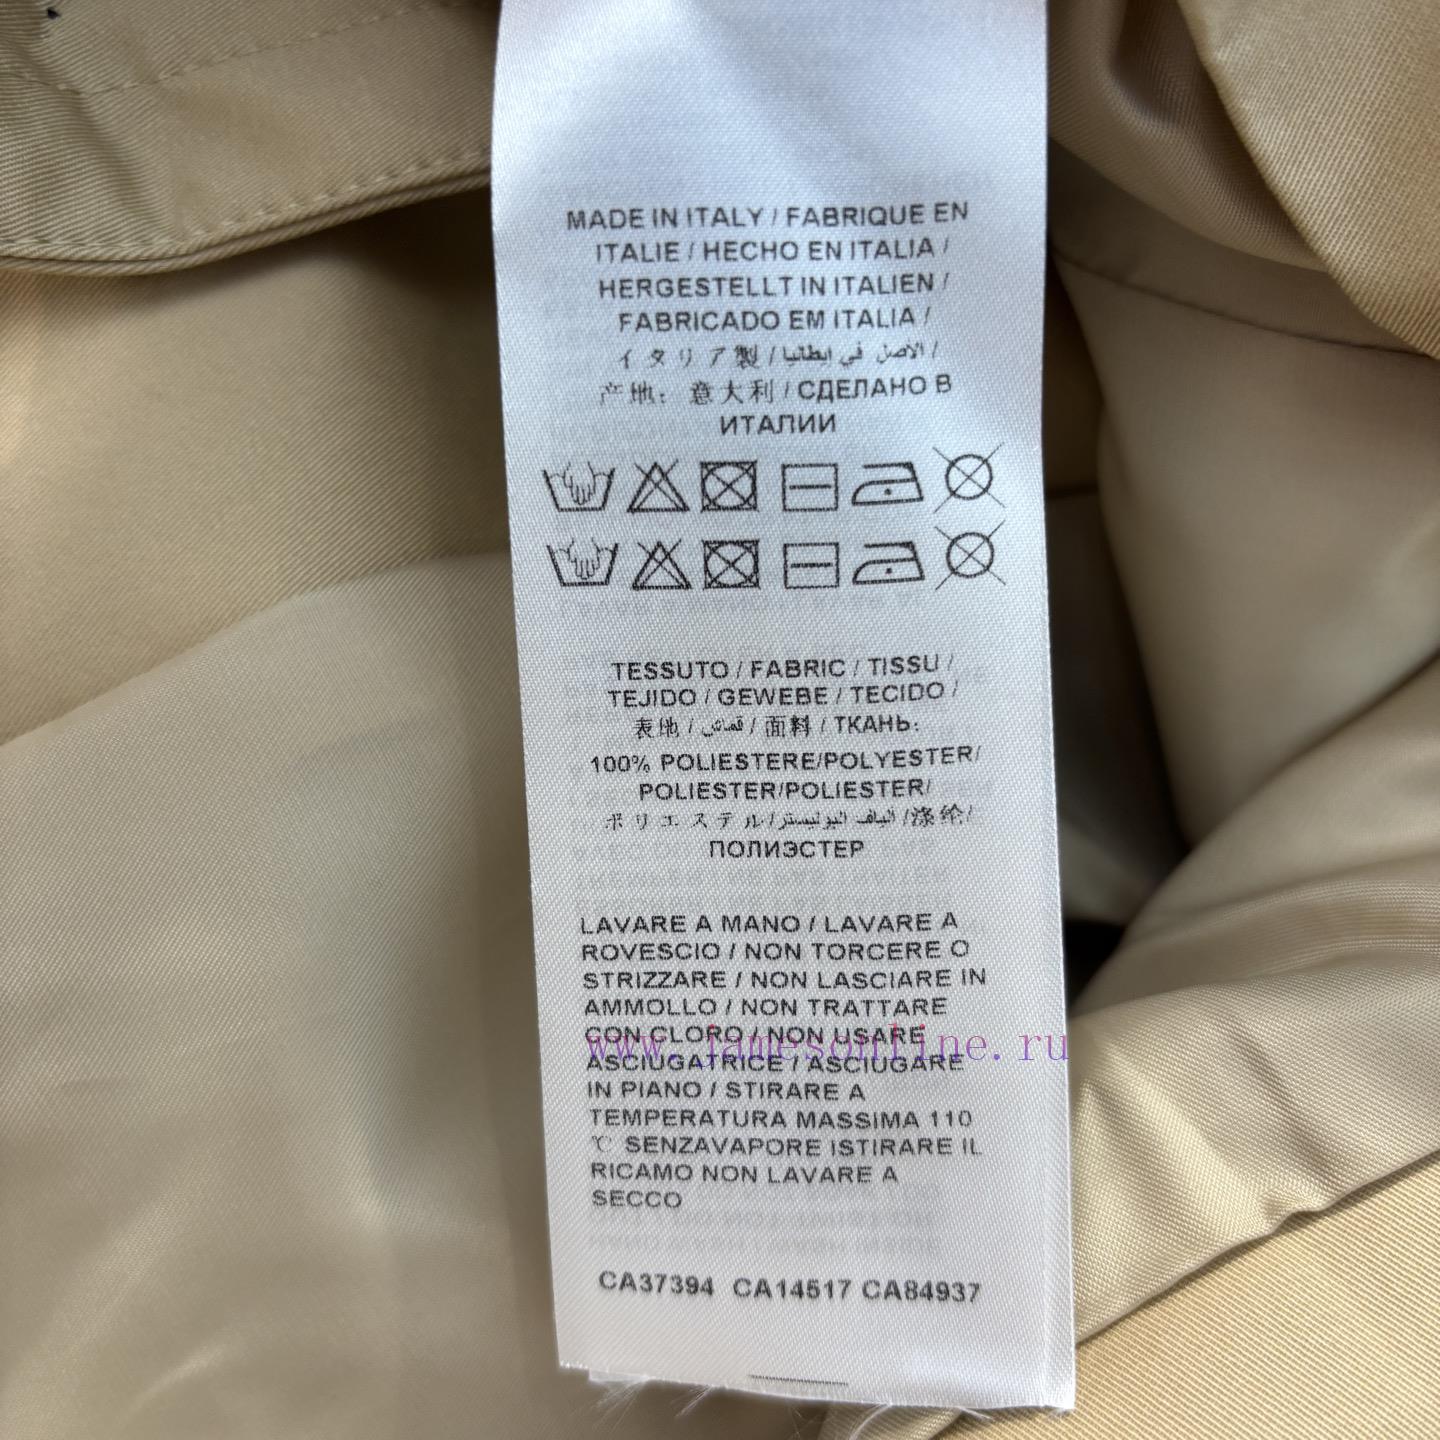 MADE IN ITALY / FABRIQUE EN
ITALIE / HECHO EN ITALIA /
HERGESTELLT IN ITALIEN /
FABRICADO EM ITALIA /
イタリア製 / الاصل في إيطاليا /
产地：意大利 / СДЕЛАНО В
ИТАЛИИ
TESSUTO / FABRIC / TISSU /
TEJIDO / GEWEBE / TECIDO /
表地 / قماش / 面料 / ТКАНЬ:
100% POLIESTERE/POLYESTER/
POLIESTER/POLIESTER/
ポリエステル/الياف البوليستر/涤纶/
ПОЛИЭСТЕР
LAVARE A MANO / LAVARE A
ROVESCIO / NON TORCERE O
STRIZZARE / NON LASCIARE IN
AMMOLLO / NON TRATTARE
CON CLORO / NON USARE
www.jamesonline.ru
ASCIUGATRICE / ASCIUGARE
IN PIANO / STIRARE A
TEMPERATURA MASSIMA 110
℃ SENZAVAPORE ISTIRARE IL
RICAMO NON LAVARE A
SECCO
CA37394 CA14517 CA84937